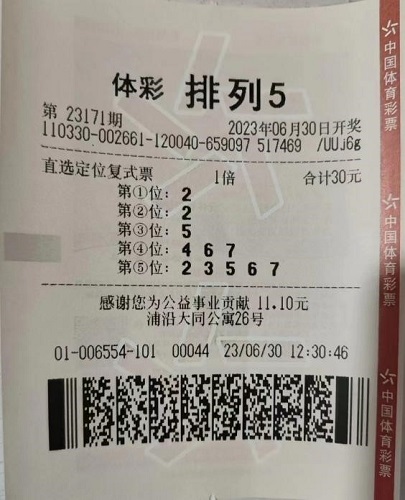 体彩 排列5
第 23171期
2023年06月30日开奖
110330-002661-120040-659097 517469 /UUJ6g
直选定位复式票 1倍 合计30元
第①位: 2
第②位: 2
第③位: 5
第④位: 4 6 7
第⑤位: 2 3 5 6 7
感谢您为公益事业贡献 11.10元
浦沿大同公寓26号
01-006554-101 00044 23/06/30 12:30:46
中国体育彩票
中国体育彩票
中国体育彩票